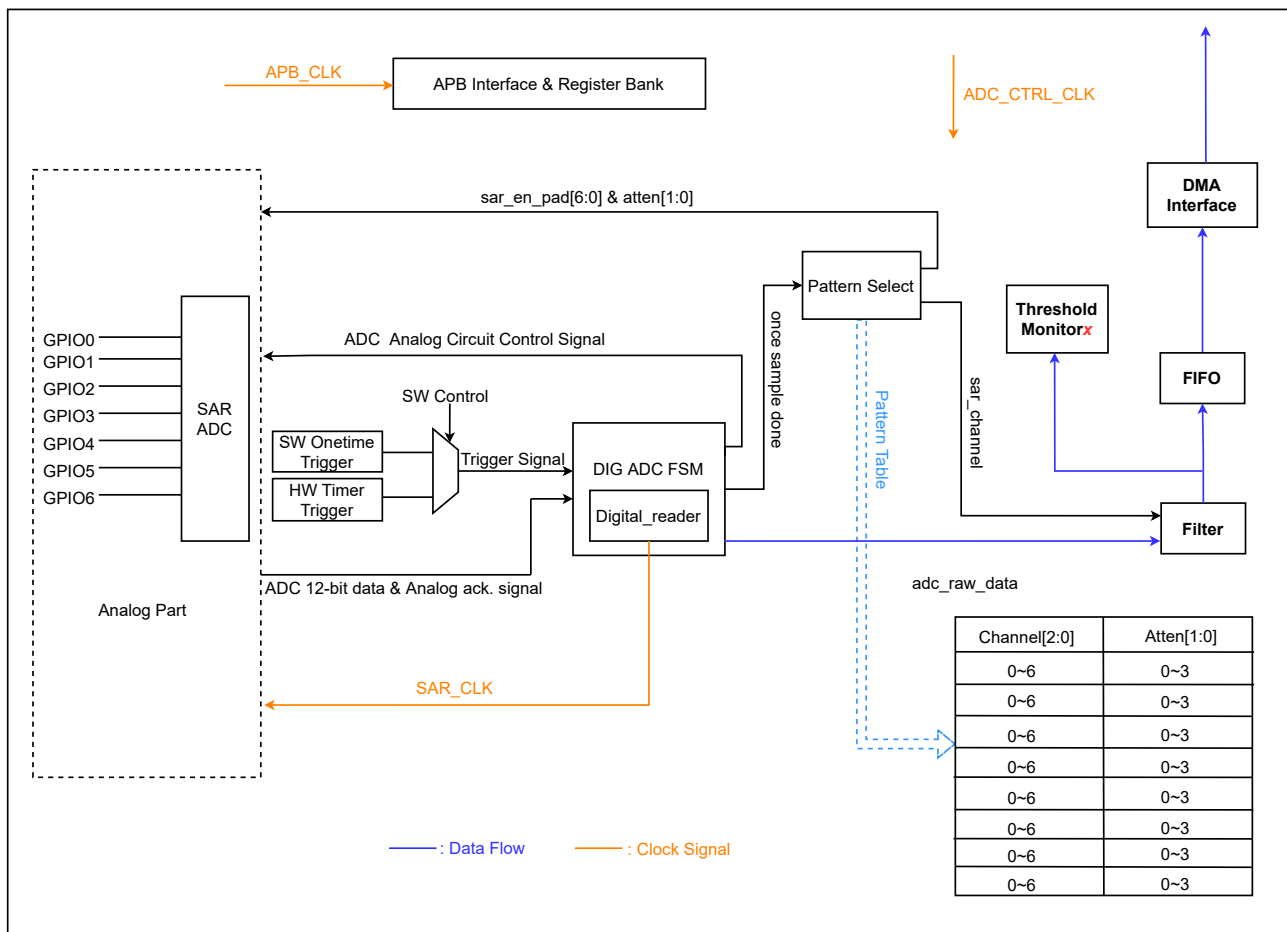 APB_CLK
APB Interface & Register Bank
ADC_CTRL_CLK
DMA
Interface
sar_en_pad[6:0] & atten[1:0]
Pattern Select
Threshold
Monitorx
FIFO
Filter
GPIO0
GPIO1
GPIO2
GPIO3
GPIO4
GPIO5
GPIO6
SAR
ADC
Analog Part
ADC  Analog Circuit Control Signal
SW Control
SW Onetime
Trigger
HW Timer
Trigger
Trigger Signal
DIG ADC FSM
Digital_reader
once sample done
Pattern Table
sar_channel
ADC 12-bit data & Analog ack. signal
adc_raw_data
SAR_CLK
Channel[2:0] Atten[1:0]
0~6 0~3
0~6 0~3
0~6 0~3
0~6 0~3
0~6 0~3
0~6 0~3
0~6 0~3
0~6 0~3
: Data Flow
: Clock Signal